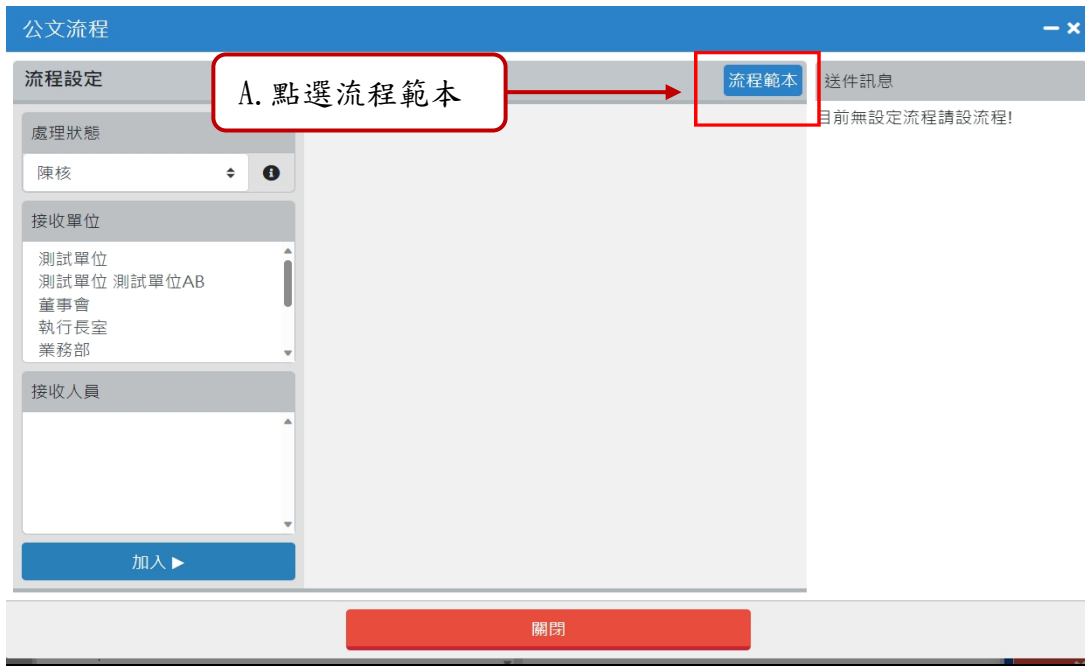 公文流程
流程設定
A.點選流程範本
流程範本
送件訊息
處理狀態
目前無設定流程請設流程!
陳核
接收單位
測試單位
測試單位 測試單位AB
董事會
執行長室
業務部
接收人員
加入
關閉